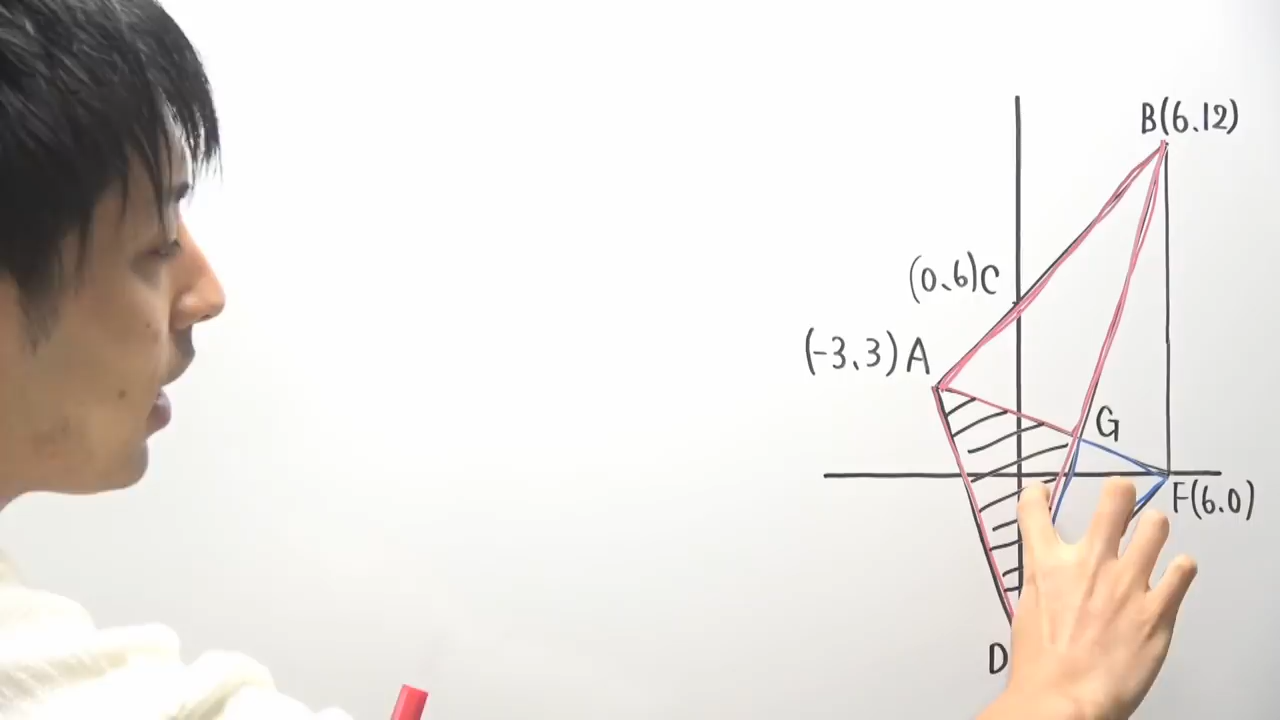 B(6.12)
(0、6)C
(-3、3)A
G
F(6.0)
D